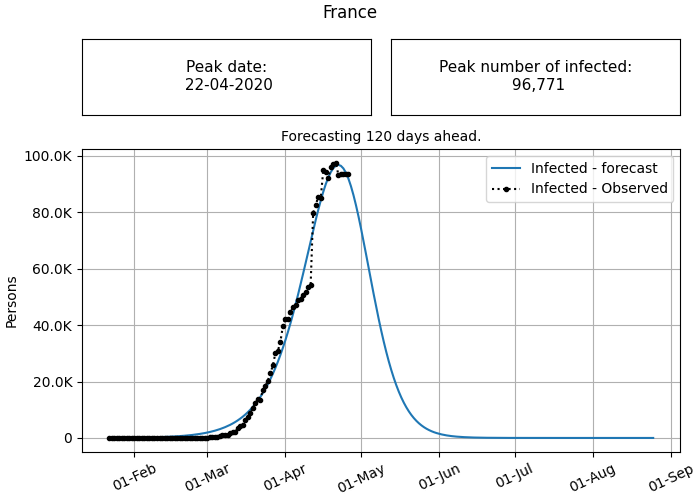 France
Peak date:
22-04-2020
Peak number of infected:
96,771
Forecasting 120 days ahead.
Infected - forecast
Infected - Observed
Persons
100.0K
80.0K
60.0K
40.0K
20.0K
0
01-Feb
01-Mar
01-Apr
01-May
01-Jun
01-Jul
01-Aug
01-Sep